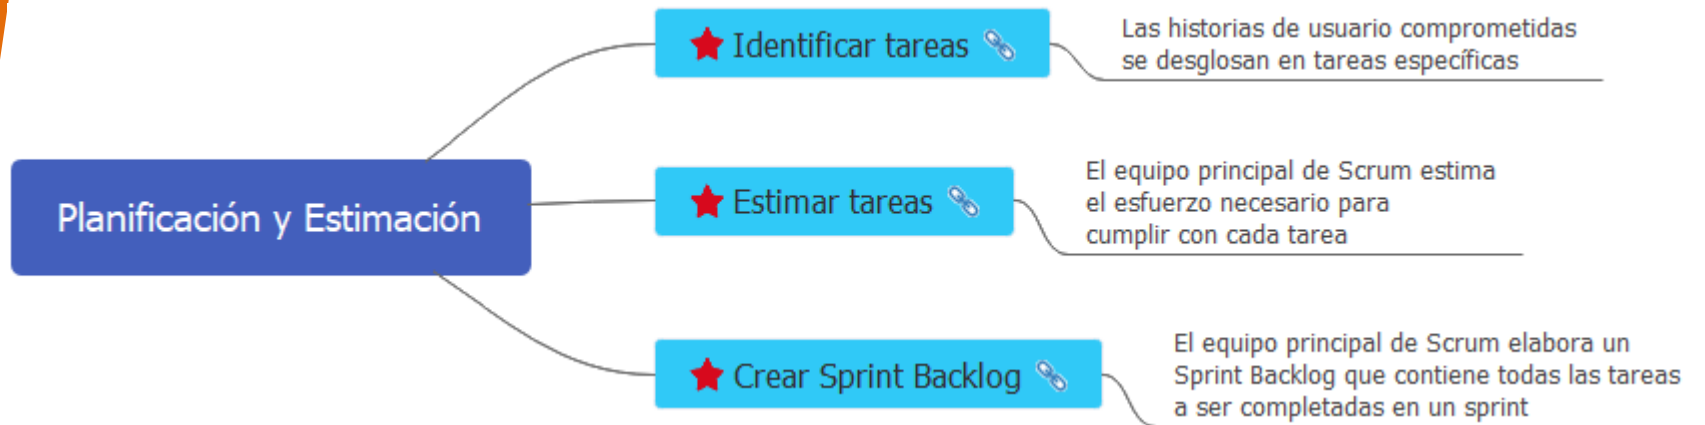 Planificación y Estimación
Identificar tareas
Las historias de usuario comprometidas
se desglosan en tareas específicas
Estimar tareas
El equipo principal de Scrum estima
el esfuerzo necesario para
cumplir con cada tarea
Crear Sprint Backlog
El equipo principal de Scrum elabora un
Sprint Backlog que contiene todas las tareas
a ser completadas en un sprint